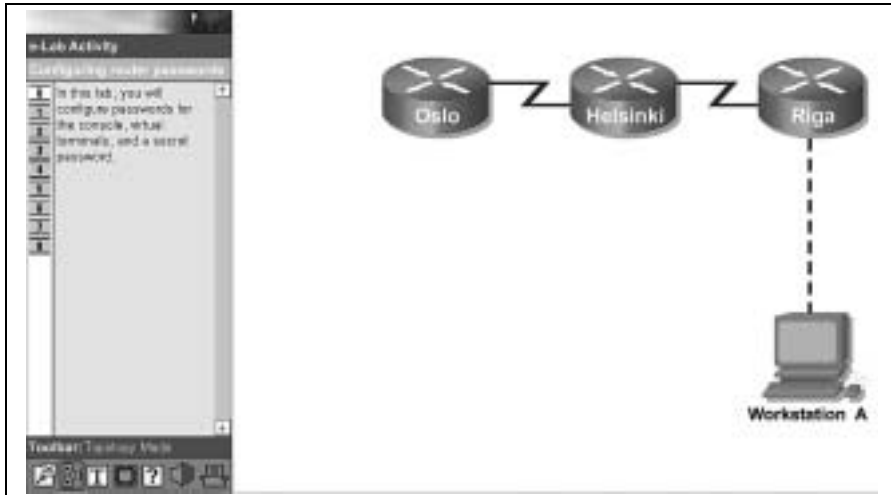 e-Lab Activity
Configuring router passwords
0
1
2
3
4
5
6
7
8
In this lab, you will
configure passwords for
the console, virtual
terminals, and a secret
password.
Oslo
Helsinki
Riga
Workstation A
Toolbar: Topology Mode
T
?